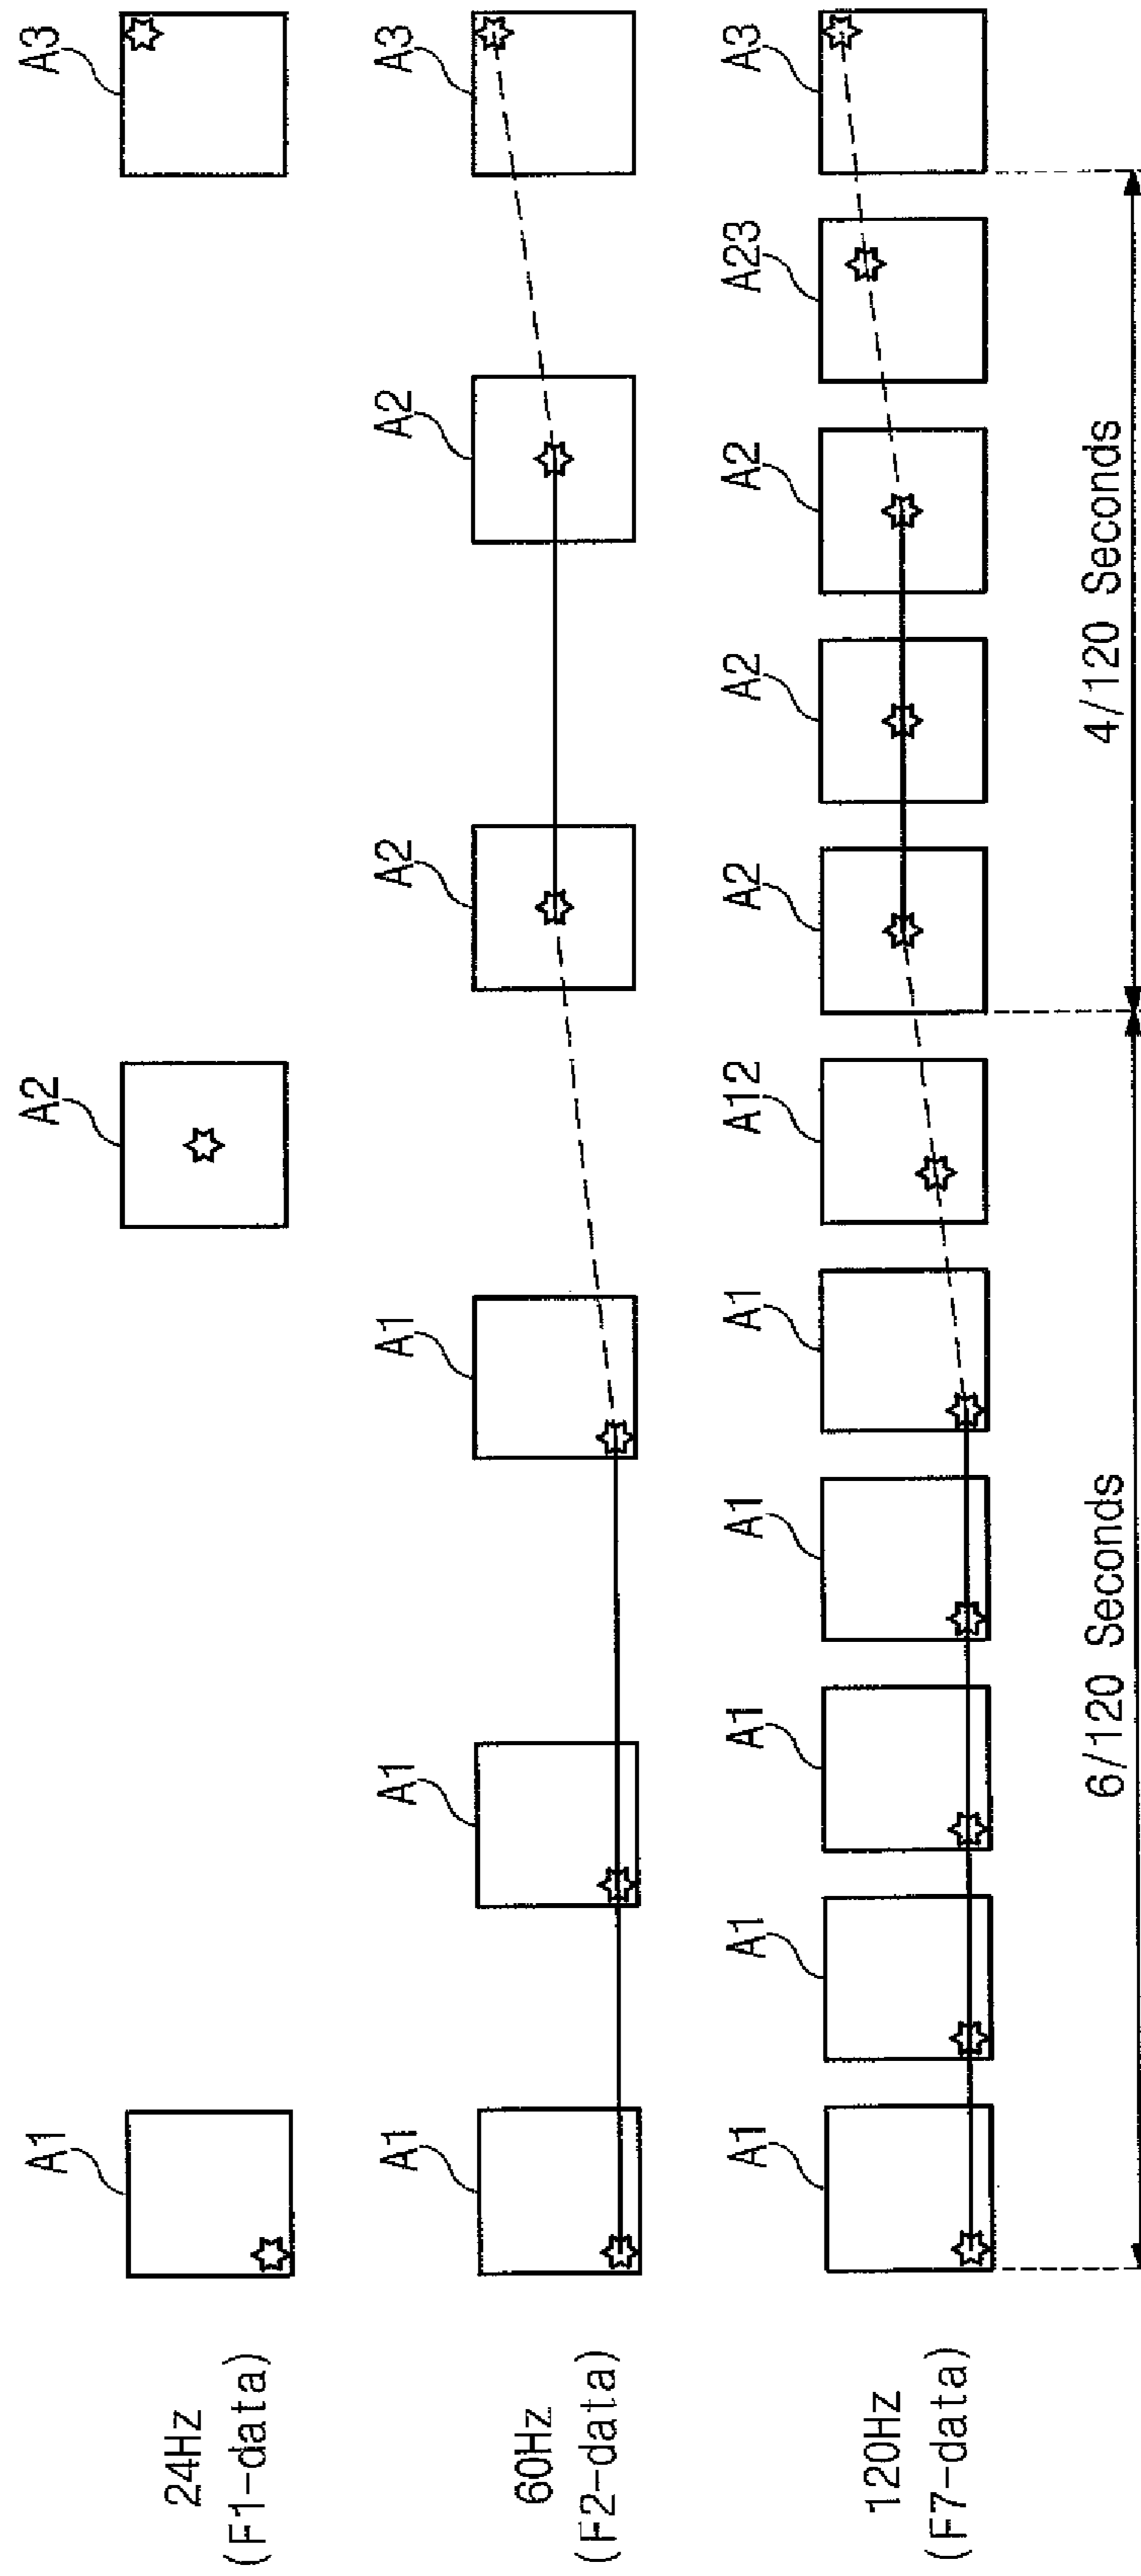 A1 A2 A3
24Hz
(F1-data)
A1 A1 A1 A2 A2 A3
60Hz
(F2-data)
A1 A1 A1 A1 A1 A12 A2 A2 A2 A23 A3
120Hz
(F7-data)
6/120 Seconds 4/120 Seconds